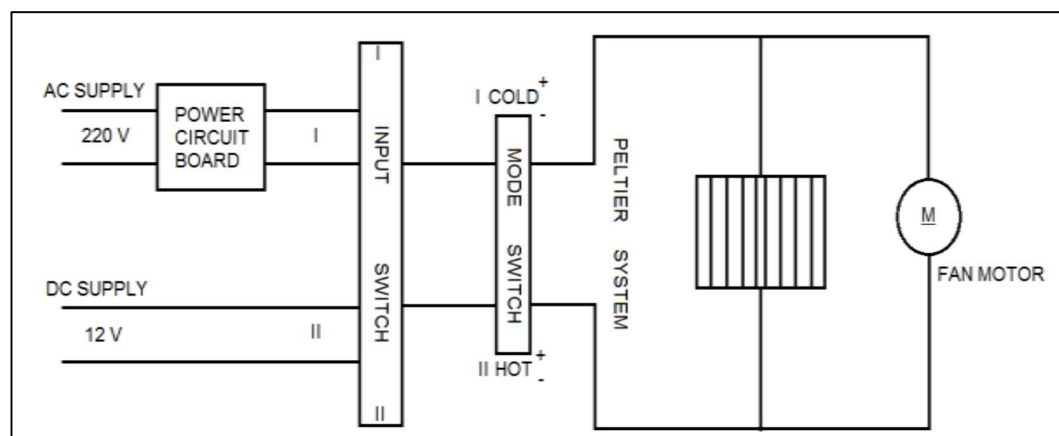 AC SUPPLY
220 V
POWER
CIRCUIT
BOARD
I
I
INPUT
SWITCH
II
DC SUPPLY
12 V
II
I COLD
+
-
MODE SWITCH
II HOT
+
-
PELTIER SYSTEM
M
FAN MOTOR